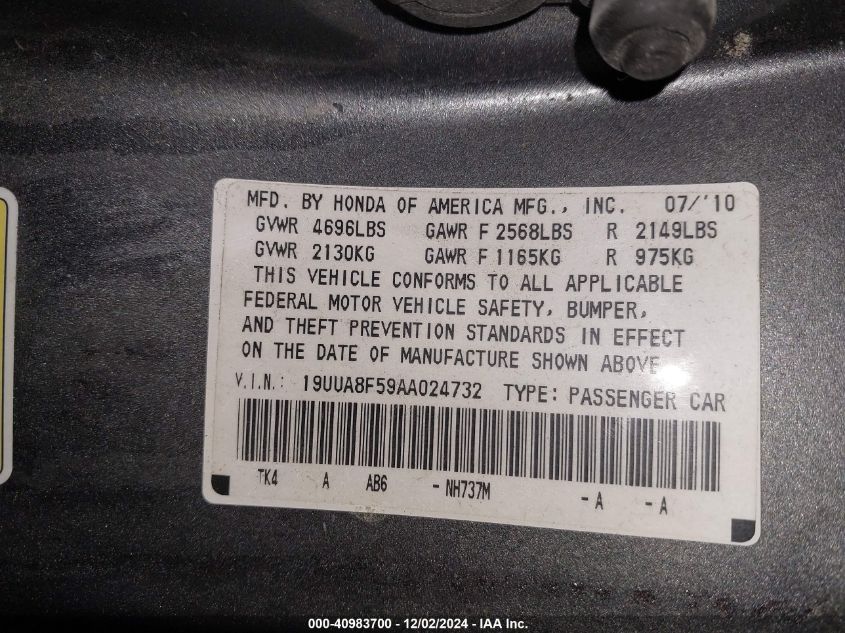 MFD. BY HONDA OF AMERICA MFG., INC. 07/'10
GVWR 4696LBS GAWR F 2568LBS R 2149LBS
GVWR 2130KG GAWR F 1165KG R 975KG
THIS VEHICLE CONFORMS TO ALL APPLICABLE
FEDERAL MOTOR VEHICLE SAFETY, BUMPER,
AND THEFT PREVENTION STANDARDS IN EFFECT
ON THE DATE OF MANUFACTURE SHOWN ABOVE.
V.I.N.: 19UUA8F59AA024732 TYPE: PASSENGER CAR
TK4 A AB6 -NH737M -A -A
000-40983700 - 12/02/2024 - IAA Inc.